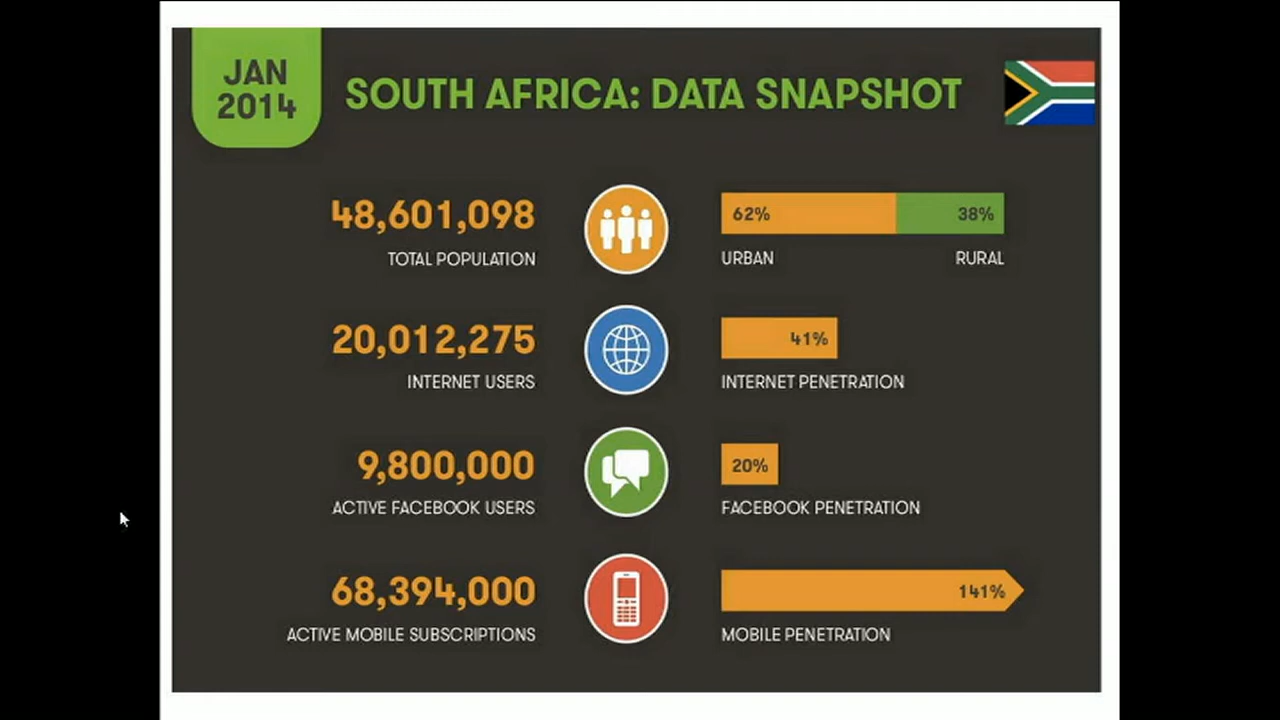 JAN
2014
SOUTH AFRICA: DATA SNAPSHOT
48,601,098
TOTAL POPULATION
62%
38%
URBAN
RURAL
20,012,275
INTERNET USERS
41%
INTERNET PENETRATION
9,800,000
ACTIVE FACEBOOK USERS
20%
FACEBOOK PENETRATION
68,394,000
ACTIVE MOBILE SUBSCRIPTIONS
141%
MOBILE PENETRATION